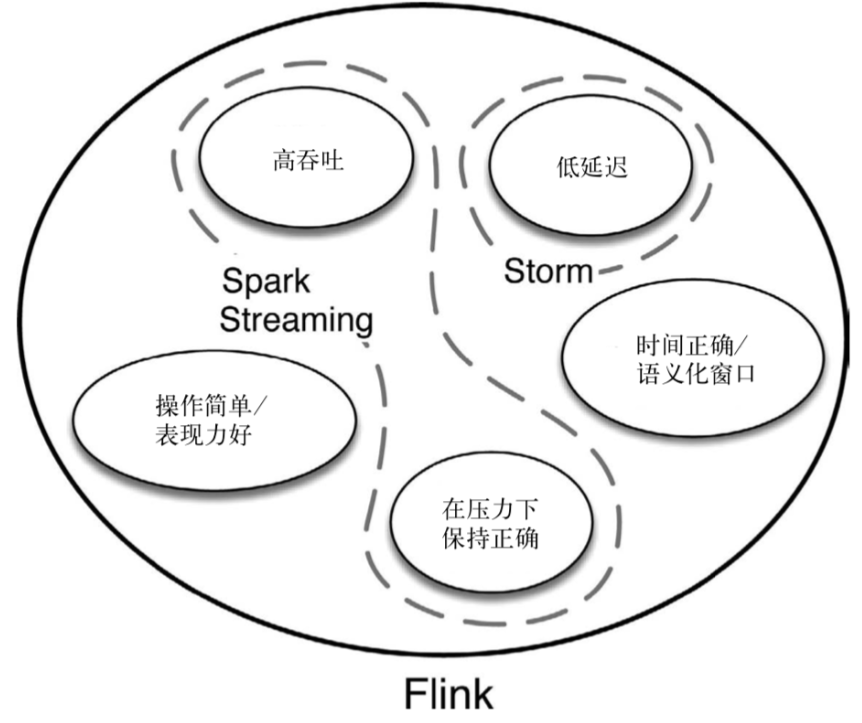 高吞吐
低延迟
Spark
Streaming
Storm
时间正确/
语义化窗口
操作简单/
表现力好
在压力下
保持正确
Flink